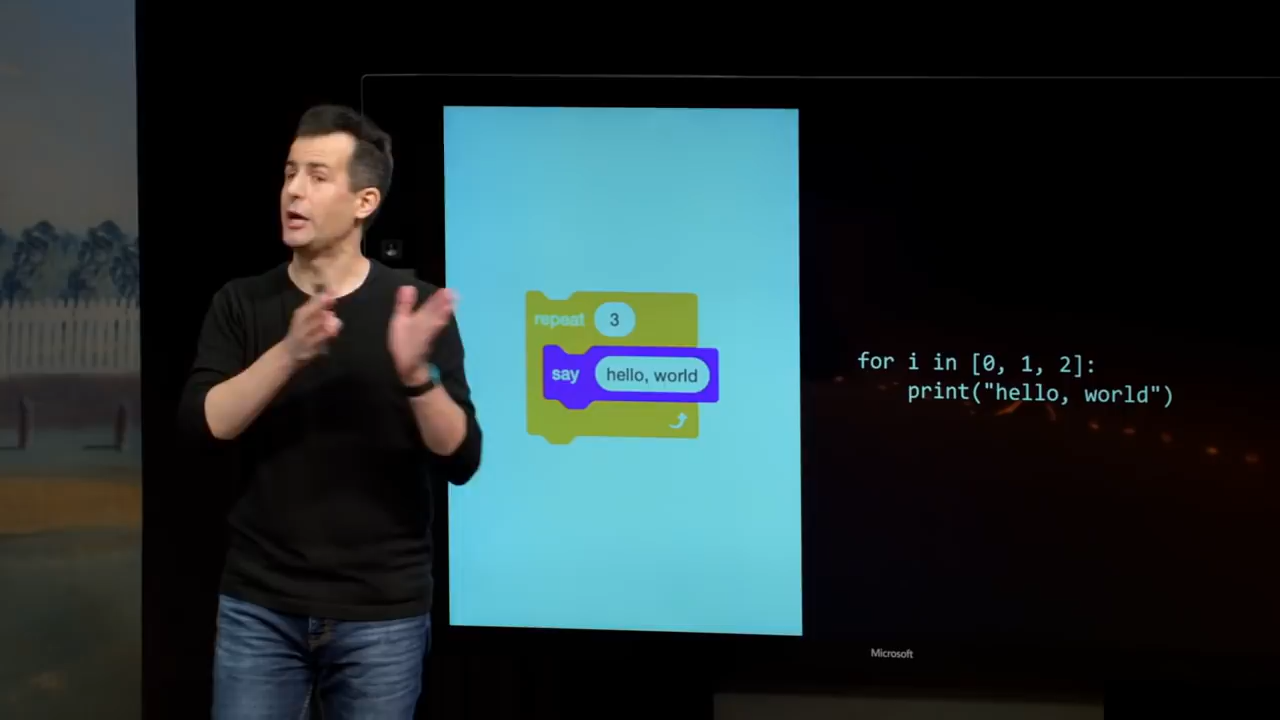 repeat 3
say hello, world
for i in [0, 1, 2]:
    print("hello, world")
Microsoft